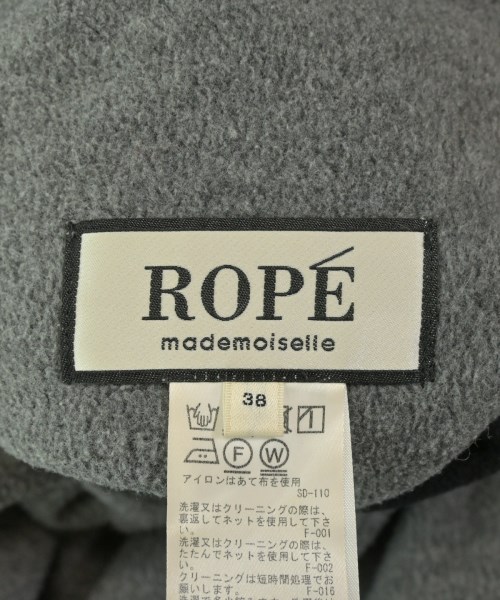 ROPÉ
mademoiselle
38
F W
アイロンはあて布を使用
SD-110
洗濯又はクリーニングの際は、
裏返してネットを使用して下さ
い。 F-001
洗濯又はクリーニングの際は、
たたんでネットを使用して下さ
い。 F-002
クリーニングは短時間処理でお
願いします。 F-016